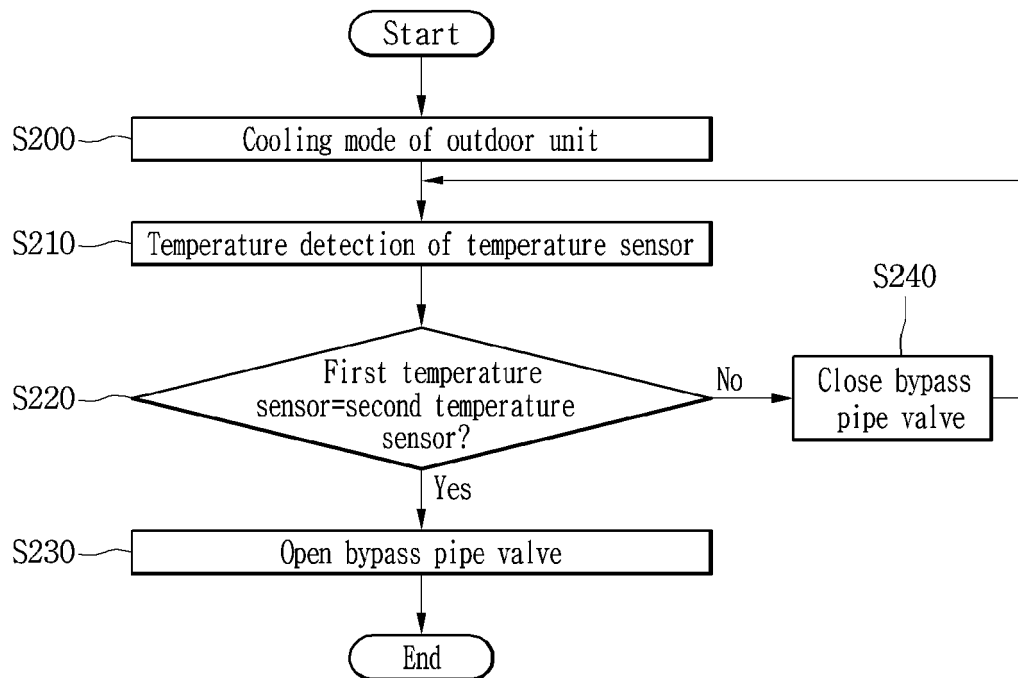 Start
S200
Cooling mode of outdoor unit
S210
Temperature detection of temperature sensor
S240
S220
First temperature
sensor=second temperature
sensor?
No
Close bypass
pipe valve
Yes
S230
Open bypass pipe valve
End